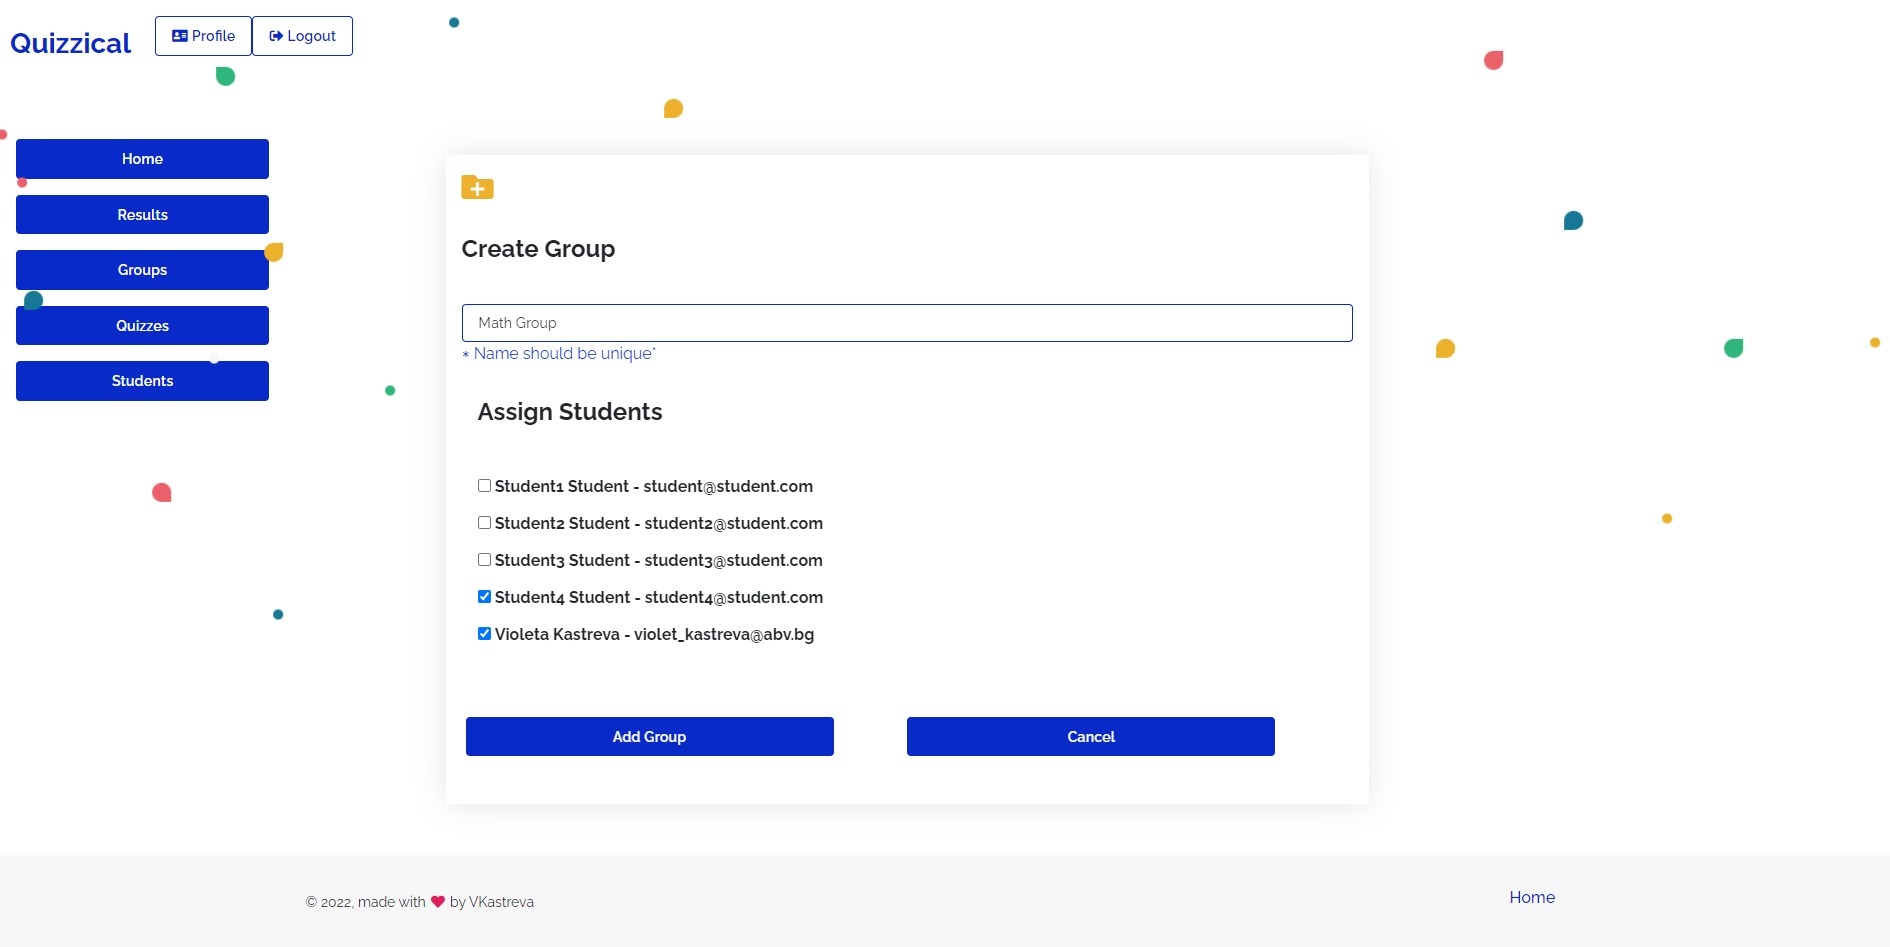 Quizzical
Profile
Logout
Home
Results
Groups
Quizzes
Students
Create Group
Math Group
* Name should be unique*
Assign Students
Student1 Student - student@student.com
Student2 Student - student2@student.com
Student3 Student - student3@student.com
Student4 Student - student4@student.com
Violeta Kastreva - violet_kastreva@abv.bg
Add Group
Cancel
© 2022, made with ❤ by VKastreva
Home